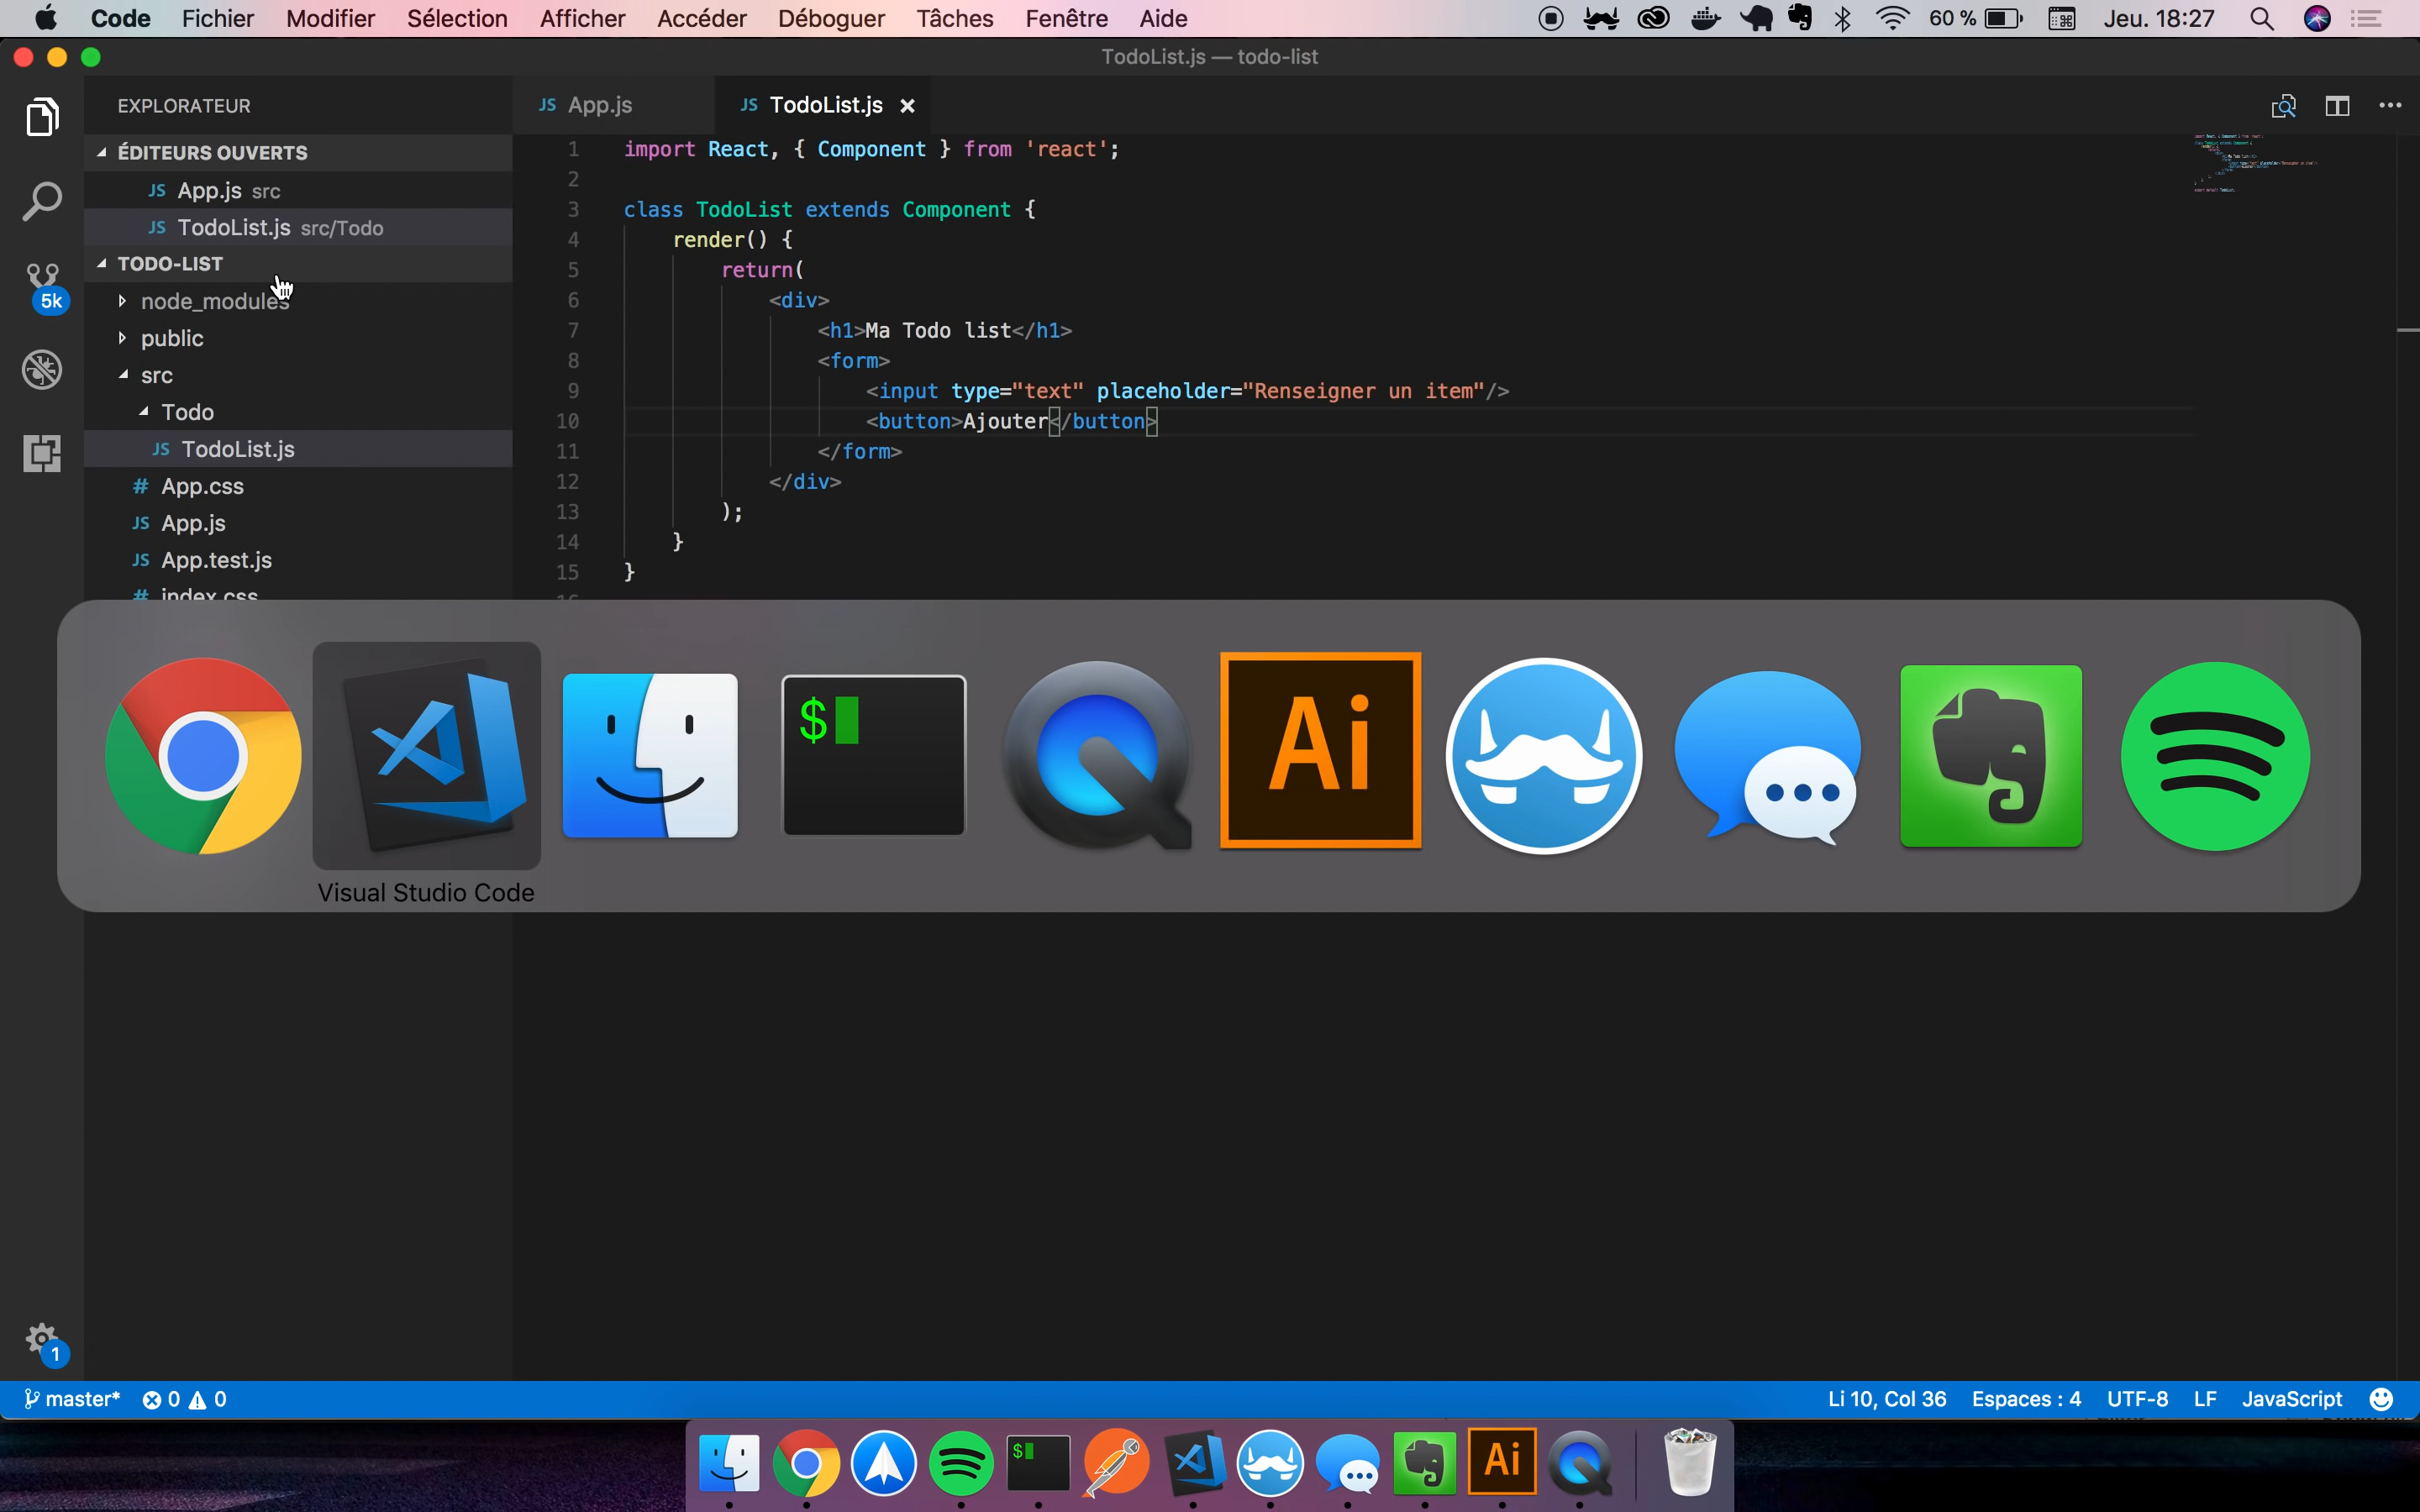 Code Fichier Modifier Sélection Afficher Accéder Déboguer Tâches Fenêtre Aide 60 % Jeu. 18:27
TodoList.js — todo-list
EXPLORATEUR
ÉDITEURS OUVERTS
JS App.js src
JS TodoList.js src/Todo
TODO-LIST
node_modules
public
src
Todo
JS TodoList.js
# App.css
JS App.js
JS App.test.js
# index.css
5k
1
JS App.js JS TodoList.js
1 import React, { Component } from 'react';
2
3 class TodoList extends Component {
4 render() {
5 return(
6 <div>
7 <h1>Ma Todo list</h1>
8 <form>
9 <input type="text" placeholder="Renseigner un item"/>
10 <button>Ajouter</button>
11 </form>
12 </div>
13 );
14 }
15 }
16
$ Ai
Visual Studio Code
master* 0 0 Li 10, Col 36 Espaces : 4 UTF-8 LF JavaScript
$ Ai